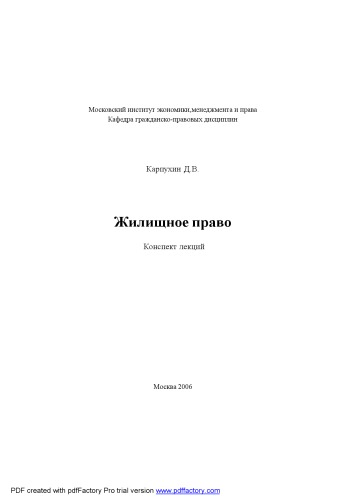 Московский институт экономики,менеджмента и права
Кафедра гражданско-правовых дисциплин
Карпухин Д.В.
Жилищное право
Конспект лекций
Москва 2006
PDF created with pdfFactory Pro trial version www.pdffactory.com